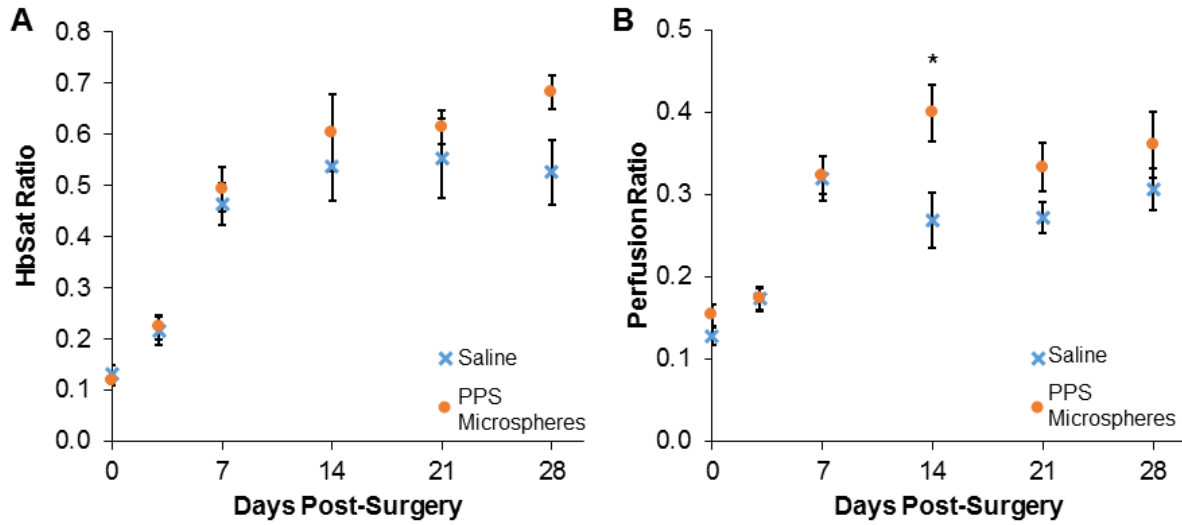 A
HbSat Ratio
0.8
0.7
0.6
0.5
0.4
0.3
0.2
0.1
0.0
0 7 14 21 28
Days Post-Surgery
Saline
PPS
Microspheres
B
PerfusionRatio
0.5
0.4
0.3
0.2
0.1
0.0
*
0 7 14 21 28
Days Post-Surgery
Saline
PPS
Microspheres